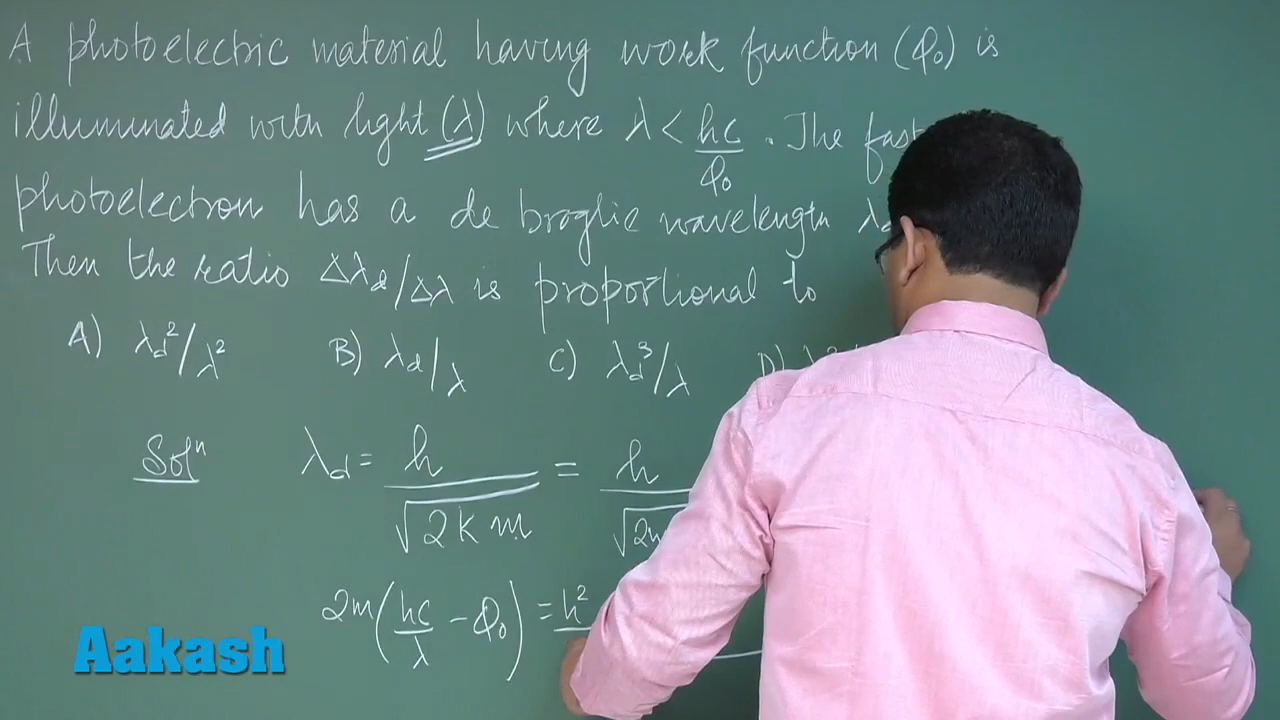 A photoelectric material having work function (φ₀) is
illuminated with light (λ) where λ < hc/φ₀ . The
photoelectron has a de broglie wavelength
Then the ratio Δλd/Δλ is proportional to
A) λd²/λ² B) λd/λ C) λd³/λ D)
Solⁿ λd = h/√2Km = h
2m(hc/λ - φ₀) = h²
Aakash